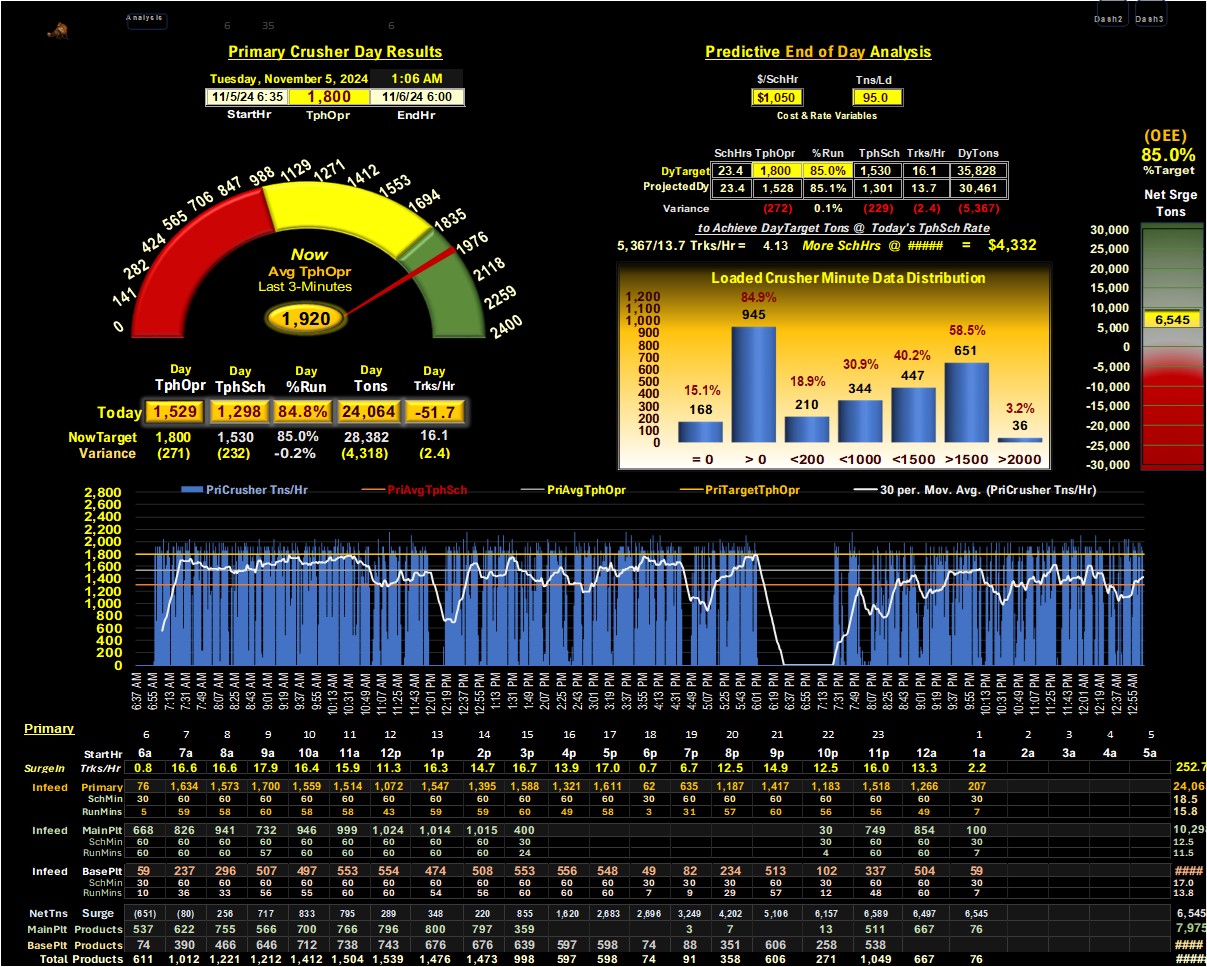 Analysis 6 35 6 Dash2 Dash3
Primary Crusher Day Results
Tuesday, November 5, 2024 1:06 AM
11/5/24 6:35 1,800 11/6/24 6:00
StartHr TphOpr EndHr
0 141 282 424 565 706 847 988 1129 1271 1412 1553 1694 1835 1976 2118 2259 2400
Now
Avg TphOpr
Last 3-Minutes
1,920
Day Day Day Day Day
TphOpr TphSch %Run Tons Trks/Hr
Today 1,529 1,298 84.8% 24,064 -51.7
NowTarget 1,800 1,530 85.0% 28,382 16.1
Variance (271) (232) -0.2% (4,318) (2.4)
Predictive End of Day Analysis
$/SchHr Tns/Ld
$1,050 95.0
Cost & Rate Variables
SchHrs TphOpr %Run TphSch Trks/Hr DyTons
DyTarget 23.4 1,800 85.0% 1,530 16.1 35,828
ProjectedDy 23.4 1,528 85.1% 1,301 13.7 30,461
Variance (272) 0.1% (229) (2.4) (5,367)
to Achieve DayTarget Tons @ Today's TphSch Rate
5,367/13.7 Trks/Hr = 4.13 More SchHrs @ ##### = $4,332
Loaded Crusher Minute Data Distribution
1,200
1,100
1,000
900
800
700
600
500
400
300
200
100
0
15.1% 84.9% 18.9% 30.9% 40.2% 58.5% 3.2%
168 945 210 344 447 651 36
= 0 > 0 <200 <1000 <1500 >1500 >2000
(OEE)
85.0%
%Target
Net Srge
Tons
30,000
25,000
20,000
15,000
10,000
6,545
5,000
0
-5,000
-10,000
-15,000
-20,000
-25,000
-30,000
PriCrusher Tns/Hr PriAvgTphSch PriAvgTphOpr PriTargetTphOpr 30 per. Mov. Avg. (PriCrusher Tns/Hr)
2,800
2,600
2,400
2,200
2,000
1,800
1,600
1,400
1,200
1,000
800
600
400
200
0
6:37 AM 6:55 AM 7:13 AM 7:31 AM 7:49 AM 8:07 AM 8:25 AM 8:43 AM 9:01 AM 9:19 AM 9:37 AM 9:55 AM 10:13 AM 10:31 AM 10:49 AM 11:07 AM 11:25 AM 11:43 AM 12:01 PM 12:19 PM 12:37 PM 12:55 PM 1:13 PM 1:31 PM 1:49 PM 2:07 PM 2:25 PM 2:43 PM 3:01 PM 3:19 PM 3:37 PM 3:55 PM 4:13 PM 4:31 PM 4:49 PM 5:07 PM 5:25 PM 5:43 PM 6:01 PM 6:19 PM 6:37 PM 6:55 PM 7:13 PM 7:31 PM 7:49 PM 8:07 PM 8:25 PM 8:43 PM 9:01 PM 9:19 PM 9:37 PM 9:55 PM 10:13 PM 10:31 PM 10:49 PM 11:07 PM 11:25 PM 11:43 PM 12:01 AM 12:19 AM 12:37 AM 12:55 AM
Primary 6 7 8 9 10 11 12 13 14 15 16 17 18 19 20 21 22 23 1 2 3 4 5
StartHr 6a 7a 8a 9a 10a 11a 12p 1p 2p 3p 4p 5p 6p 7p 8p 9p 10p 11p 12a 1a 2a 3a 4a 5a
SurgeIn Trks/Hr 0.8 16.6 16.6 17.9 16.4 15.9 11.3 16.3 14.7 16.7 13.9 17.0 0.7 6.7 12.5 14.9 12.5 16.0 13.3 2.2 252.7
Infeed Primary 76 1,634 1,573 1,700 1,559 1,514 1,072 1,547 1,395 1,588 1,321 1,611 62 635 1,187 1,417 1,183 1,518 1,266 207 24,06
SchMin 30 60 60 60 60 60 60 60 60 60 60 60 30 60 60 60 60 60 60 30 18.5
RunMins 5 59 58 60 58 58 43 59 59 60 49 58 3 31 57 60 56 56 49 7 15.8
Infeed MainPlt 668 826 941 732 946 999 1,024 1,014 1,015 400 30 749 854 100 10,29
SchMin 60 60 60 60 60 60 60 60 60 30 30 60 60 30 12.5
RunMins 60 60 60 57 60 60 60 60 60 24 4 60 60 7 11.5
Infeed BasePlt 59 237 296 507 497 553 554 474 508 553 556 548 49 82 234 513 102 337 504 59 ####
SchMin 30 60 60 60 60 60 60 60 60 60 60 60 30 30 30 60 30 60 60 30 17.0
RunMins 10 36 33 56 55 60 60 54 56 60 60 60 7 9 29 57 12 48 60 7 13.8
NetTns Surge (651) (80) 256 717 833 795 289 348 220 855 1,620 2,683 2,696 3,249 4,202 5,106 6,157 6,589 6,497 6,545 6,545
MainPlt Products 537 622 755 566 700 766 796 800 797 359 3 7 13 511 667 76 7,975
BasePlt Products 74 390 466 646 712 738 743 676 676 639 597 598 74 88 351 606 258 538 ####
Total Products 611 1,012 1,221 1,212 1,412 1,504 1,539 1,476 1,473 998 597 598 74 91 358 606 271 1,049 667 76 ####